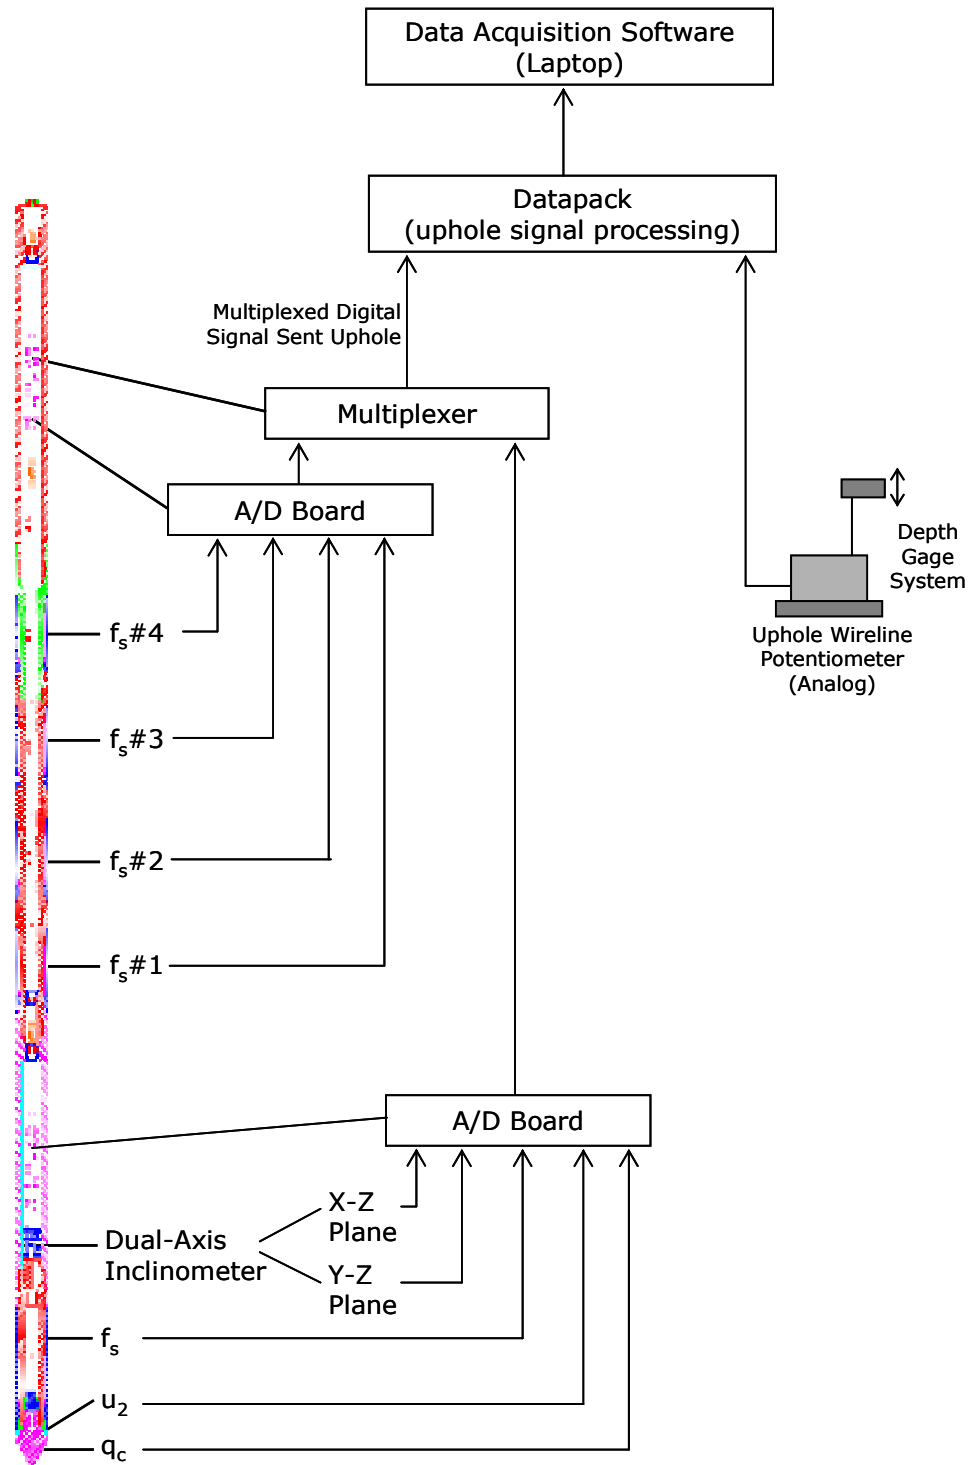 Data Acquisition Software
(Laptop)
Datapack
(uphole signal processing)
Multiplexed Digital
Signal Sent Uphole
Multiplexer
A/D Board
Depth
Gage
System
Uphole Wireline
Potentiometer
(Analog)
fs#4
fs#3
fs#2
fs#1
A/D Board
X-Z
Plane
Dual-Axis
Inclinometer
Y-Z
Plane
fs
u2
qc